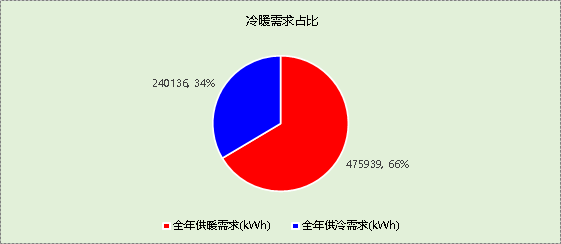 冷暖需求占比
240136, 34%
475939, 66%
全年供暖需求(kWh)
全年供冷需求(kWh)